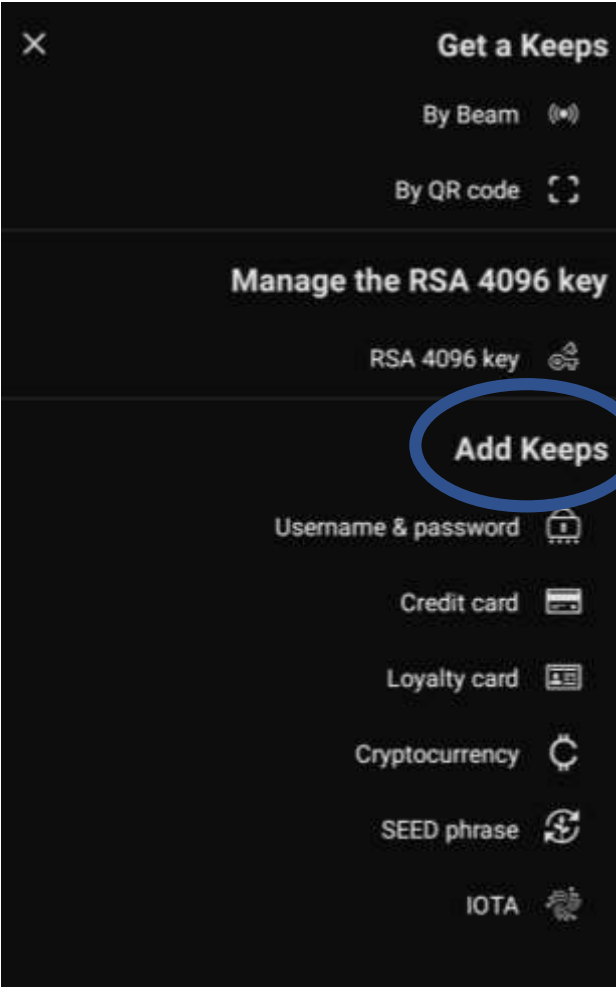 Get a Keeps
By Beam
By QR code
Manage the RSA 4096 key
RSA 4096 key
Add Keeps
Username & password
Credit card
Loyalty card
Cryptocurrency
SEED phrase
IOTA